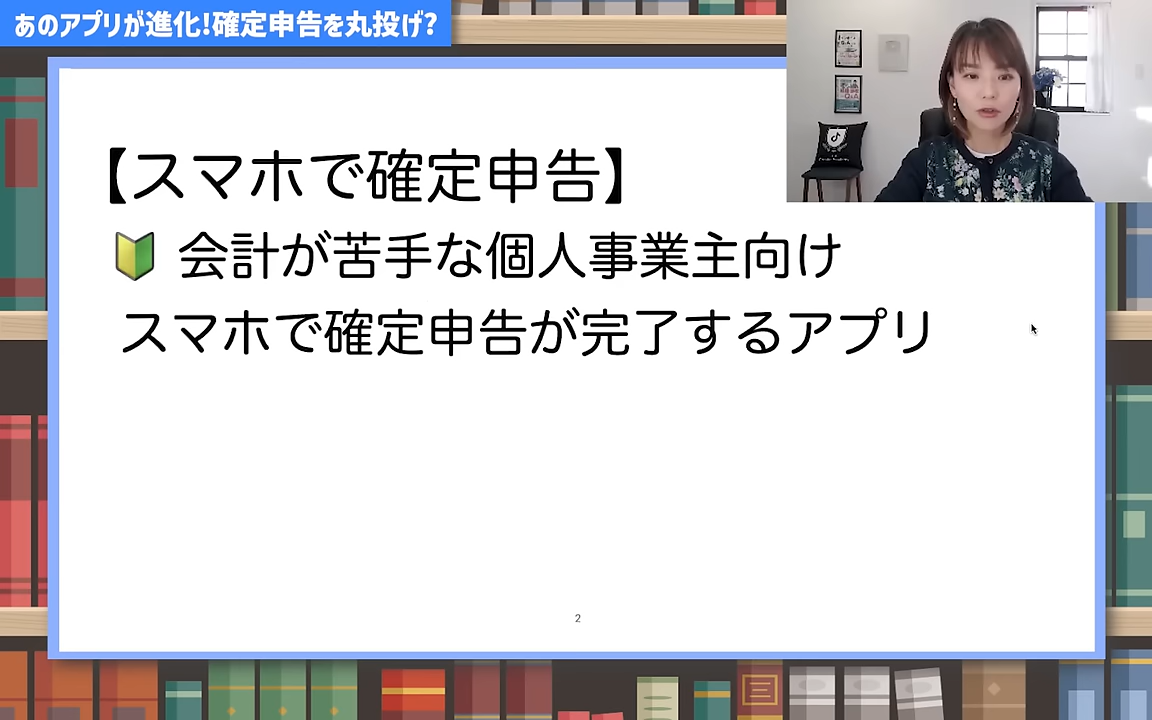 あのアプリが進化!確定申告を丸投げ?
【スマホで確定申告】
🔰 会計が苦手な個人事業主向け
スマホで確定申告が完了するアプリ
2